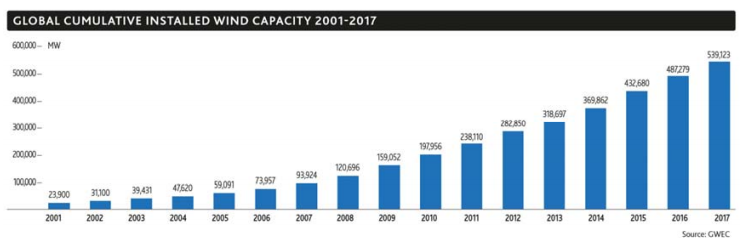 GLOBAL CUMULATIVE INSTALLED WIND CAPACITY 2001-2017
600,000 MW
500,000
400,000
300,000
200,000
100,000
23,900 31,100 39,431 47,620 59,091 73,957 93,924 120,696 159,052 197,956 238,110 282,850 318,697 369,862 432,680 487,279 539,123
2001 2002 2003 2004 2005 2006 2007 2008 2009 2010 2011 2012 2013 2014 2015 2016 2017
Source: GWEC